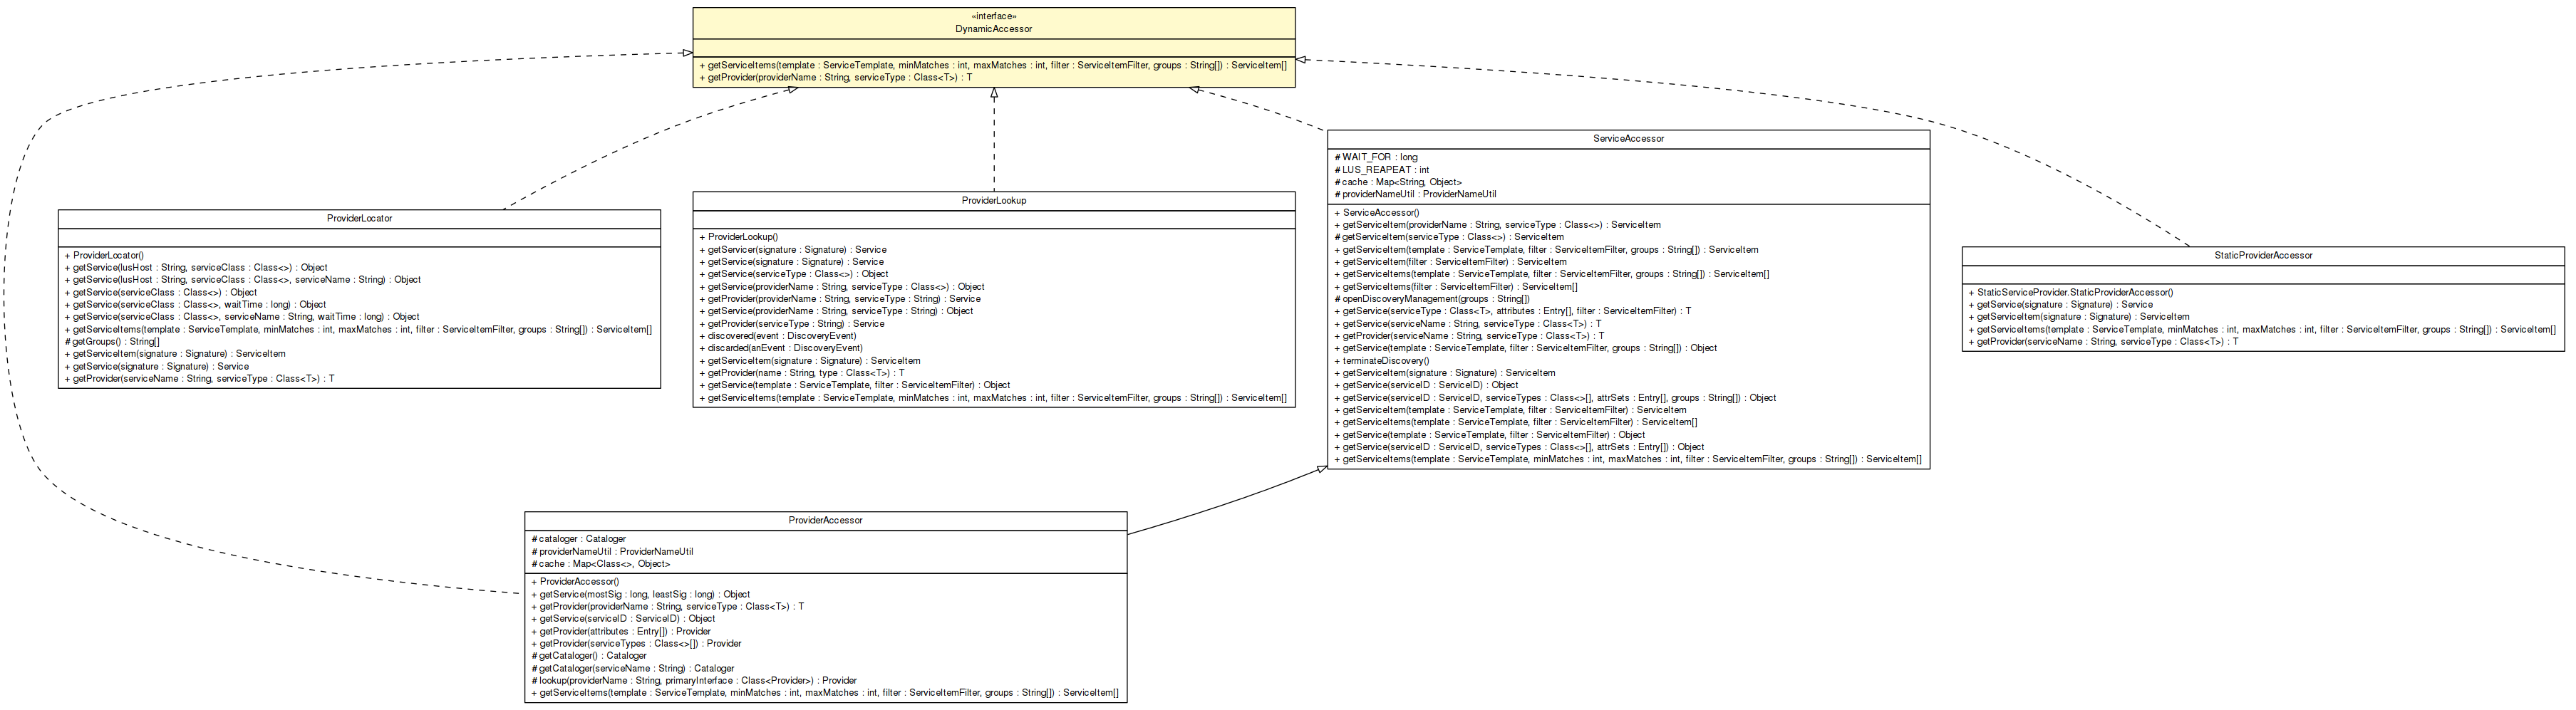 «interface»
DynamicAccessor
+ getServiceItems(template : ServiceTemplate, minMatches : int, maxMatches : int, filter : ServiceItemFilter, groups : String[]) : ServiceItem[]
+ getProvider(providerName : String, serviceType : Class<T>) : T
ServiceAccessor
# WAIT_FOR : long
# LUS_REAPEAT : int
# cache : Map<String, Object>
# providerNameUtil : ProviderNameUtil
+ ServiceAccessor()
+ getServiceItem(providerName : String, serviceType : Class<>) : ServiceItem
# getServiceItem(serviceType : Class<>) : ServiceItem
+ getServiceItem(template : ServiceTemplate, filter : ServiceItemFilter, groups : String[]) : ServiceItem
+ getServiceItem(filter : ServiceItemFilter) : ServiceItem
+ getServiceItems(template : ServiceTemplate, filter : ServiceItemFilter, groups : String[]) : ServiceItem[]
+ getServiceItems(filter : ServiceItemFilter) : ServiceItem[]
# openDiscoveryManagement(groups : String[])
+ getService(serviceType : Class<T>, attributes : Entry[], filter : ServiceItemFilter) : T
+ getService(serviceName : String, serviceType : Class<T>) : T
+ getProvider(serviceName : String, serviceType : Class<T>) : T
+ getService(template : ServiceTemplate, filter : ServiceItemFilter, groups : String[]) : Object
+ terminateDiscovery()
+ getServiceItem(signature : Signature) : ServiceItem
+ getService(serviceID : ServiceID) : Object
+ getService(serviceID : ServiceID, serviceTypes : Class<>[], attrSets : Entry[], groups : String[]) : Object
+ getServiceItem(template : ServiceTemplate, filter : ServiceItemFilter) : ServiceItem
+ getServiceItems(template : ServiceTemplate, filter : ServiceItemFilter) : ServiceItem[]
+ getService(template : ServiceTemplate, filter : ServiceItemFilter) : Object
+ getService(serviceID : ServiceID, serviceTypes : Class<>[], attrSets : Entry[]) : Object
+ getServiceItems(template : ServiceTemplate, minMatches : int, maxMatches : int, filter : ServiceItemFilter, groups : String[]) : ServiceItem[]
ProviderLocator
+ ProviderLocator()
+ getService(lusHost : String, serviceClass : Class<>) : Object
+ getService(lusHost : String, serviceClass : Class<>, serviceName : String) : Object
+ getService(serviceClass : Class<>) : Object
+ getService(serviceClass : Class<>, waitTime : long) : Object
+ getService(serviceClass : Class<>, serviceName : String, waitTime : long) : Object
+ getServiceItems(template : ServiceTemplate, minMatches : int, maxMatches : int, filter : ServiceItemFilter, groups : String[]) : ServiceItem[]
# getGroups() : String[]
+ getServiceItem(signature : Signature) : ServiceItem
+ getService(signature : Signature) : Service
+ getProvider(serviceName : String, serviceType : Class<T>) : T
ProviderLookup
+ ProviderLookup()
+ getServicer(signature : Signature) : Service
+ getService(signature : Signature) : Service
+ getService(serviceType : Class<>) : Object
+ getService(providerName : String, serviceType : Class<>) : Object
+ getProvider(providerName : String, serviceType : String) : Service
+ getService(providerName : String, serviceType : String) : Object
+ getProvider(serviceType : String) : Service
+ discovered(event : DiscoveryEvent)
+ discarded(anEvent : DiscoveryEvent)
+ getServiceItem(signature : Signature) : ServiceItem
+ getProvider(name : String, type : Class<T>) : T
+ getService(template : ServiceTemplate, filter : ServiceItemFilter) : Object
+ getServiceItems(template : ServiceTemplate, minMatches : int, maxMatches : int, filter : ServiceItemFilter, groups : String[]) : ServiceItem[]
StaticProviderAccessor
+ StaticServiceProvider.StaticProviderAccessor()
+ getService(signature : Signature) : Service
+ getServiceItem(signature : Signature) : ServiceItem
+ getServiceItems(template : ServiceTemplate, minMatches : int, maxMatches : int, filter : ServiceItemFilter, groups : String[]) : ServiceItem[]
+ getProvider(serviceName : String, serviceType : Class<T>) : T
ProviderAccessor
# cataloger : Cataloger
# providerNameUtil : ProviderNameUtil
# cache : Map<Class<>, Object>
+ ProviderAccessor()
+ getService(mostSig : long, leastSig : long) : Object
+ getProvider(providerName : String, serviceType : Class<T>) : T
+ getService(serviceID : ServiceID) : Object
+ getProvider(attributes : Entry[]) : Provider
+ getProvider(serviceTypes : Class<>[]) : Provider
# getCataloger() : Cataloger
# getCataloger(serviceName : String) : Cataloger
# lookup(providerName : String, primaryInterface : Class<Provider>) : Provider
+ getServiceItems(template : ServiceTemplate, minMatches : int, maxMatches : int, filter : ServiceItemFilter, groups : String[]) : ServiceItem[]